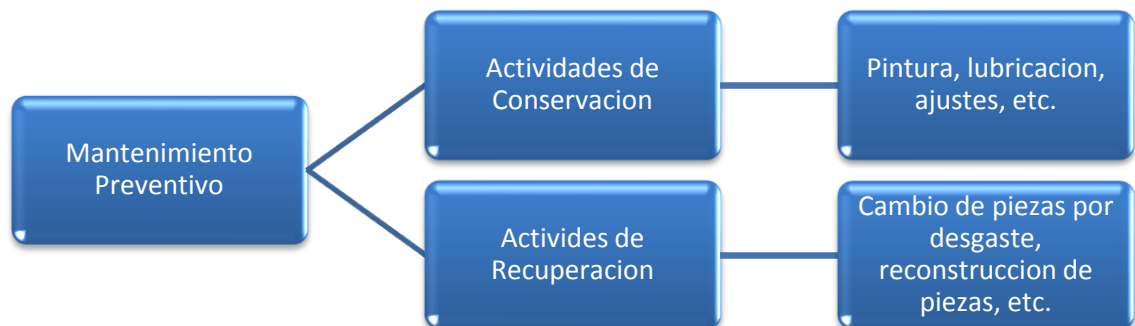 Mantenimiento
Preventivo
Actividades de
Conservacion
Pintura, lubricacion,
ajustes, etc.
Activides de
Recuperacion
Cambio de piezas por
desgaste,
reconstruccion de
piezas, etc.